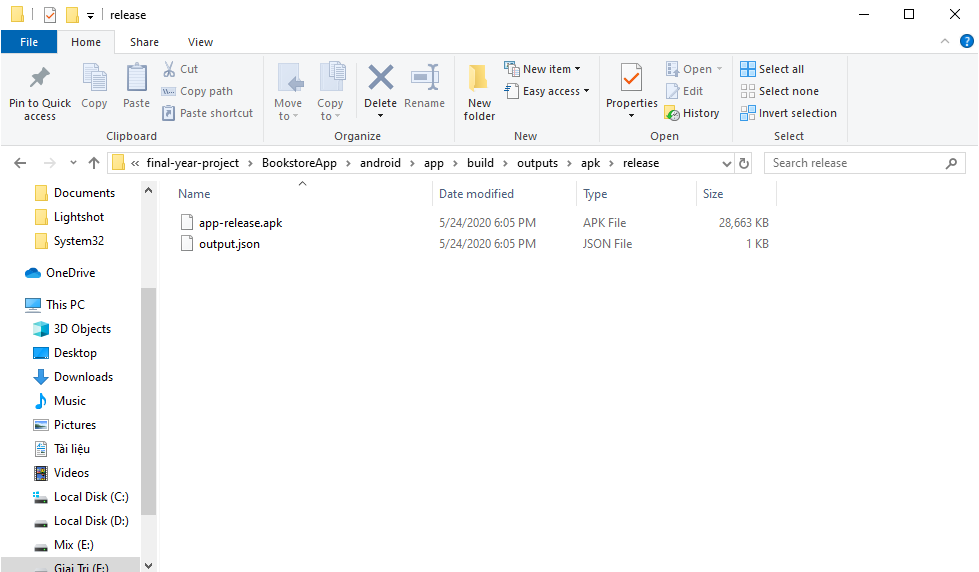 release
File Home Share View
Pin to Quick access
Copy
Paste
Cut
Copy path
Paste shortcut
Clipboard
Move to
Copy to
Delete
Rename
Organize
New folder
New item
Easy access
New
Properties
Open
Edit
History
Open
Select all
Select none
Invert selection
Select
« final-year-project > BookstoreApp > android > app > build > outputs > apk > release
Search release
Documents
Lightshot
System32
OneDrive
This PC
3D Objects
Desktop
Downloads
Music
Pictures
Tài liệu
Videos
Local Disk (C:)
Local Disk (D:)
Mix (E:)
Giai Tri (F:)
Name Date modified Type Size
app-release.apk 5/24/2020 6:05 PM APK File 28,663 KB
output.json 5/24/2020 6:05 PM JSON File 1 KB